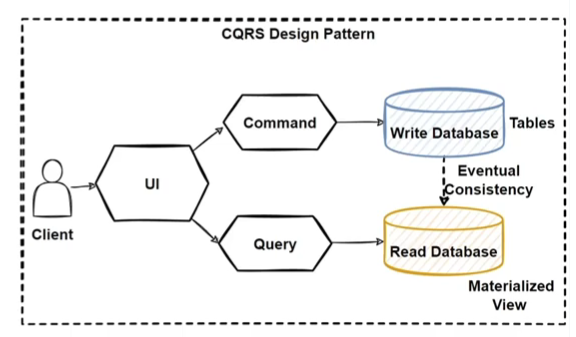 CQRS Design Pattern
Command
Write Database
Tables
UI
Eventual
Consistency
Client
Query
Read Database
Materialized
View